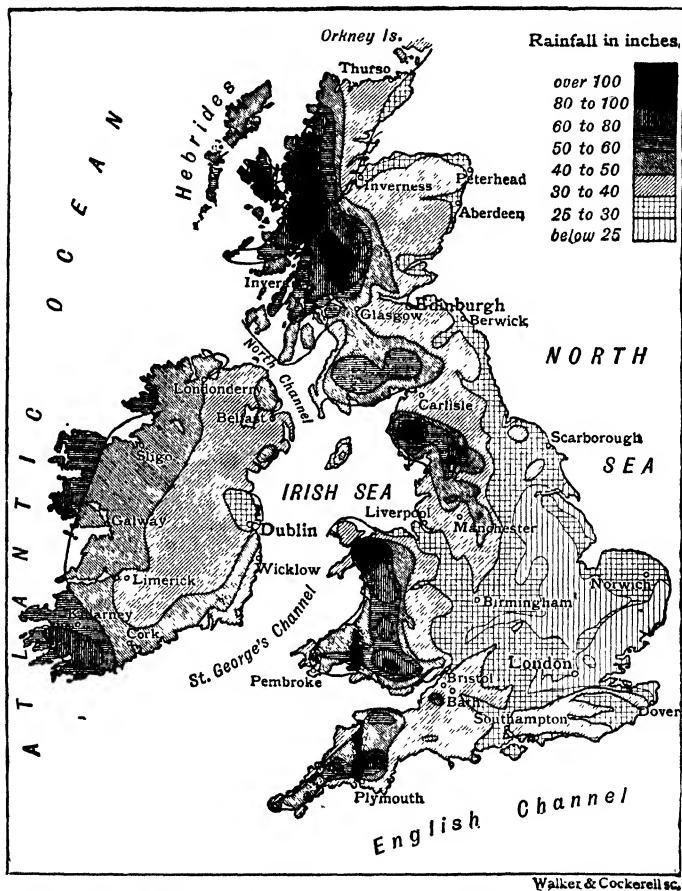 Orkney Is.
Thurso
Rainfall in inches.
over 100
80 to 100
60 to 80
50 to 60
40 to 50
30 to 40
25 to 30
below 25
Hebrides
Inverness
Peterhead
Aberdeen
ATLANTIC OCEAN
Edinburgh
Glasgow
Berwick
NORTH SEA
North Channel
Londonderry
Belfast
Carlisle
Scarborough
Sligo
IRISH SEA
Liverpool
Manchester
Galway
Dublin
Wicklow
Limerick
Norwich
Birmingham
Cork
St. George's Channel
Pembroke
London
Bristol
Bath
Southampton
Dover
Plymouth
English Channel
Walker & Cockerell sc.